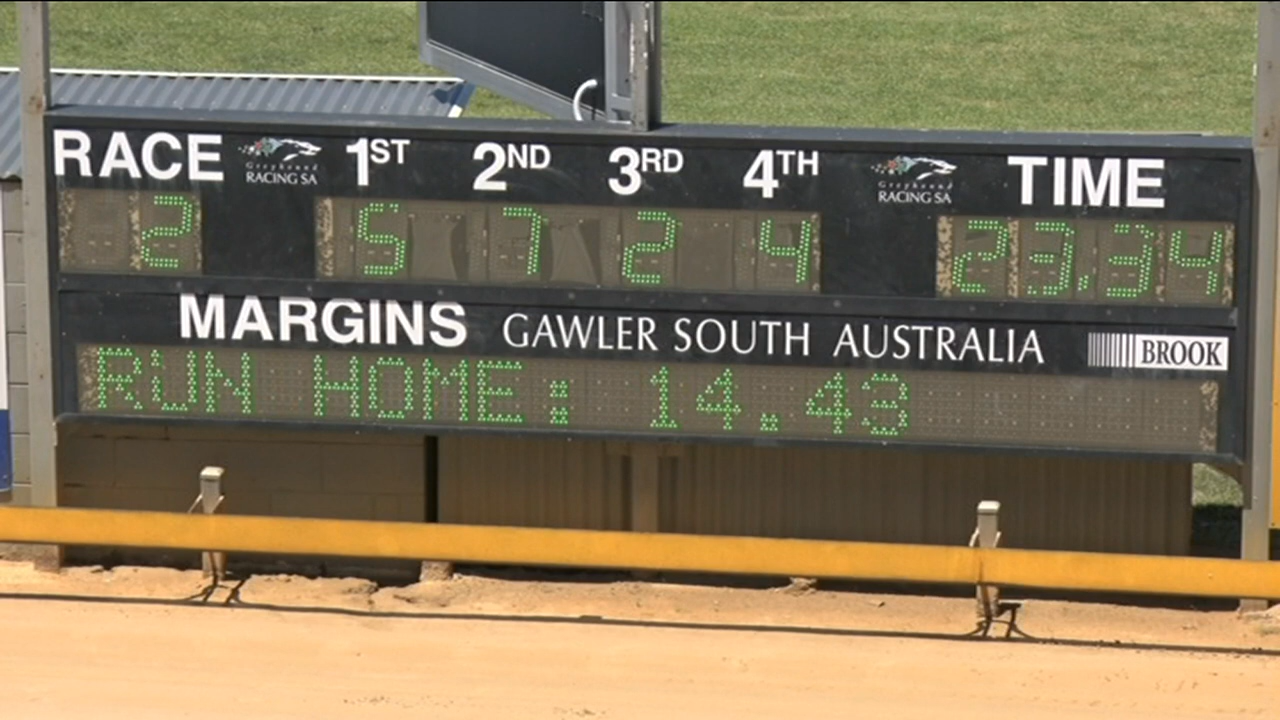 RACE Greyhound RACING SA 1ST 2ND 3RD 4TH Greyhound RACING SA TIME
2 5 7 2 4 23.34
MARGINS GAWLER SOUTH AUSTRALIA BROOK
RUN HOME: 14.43